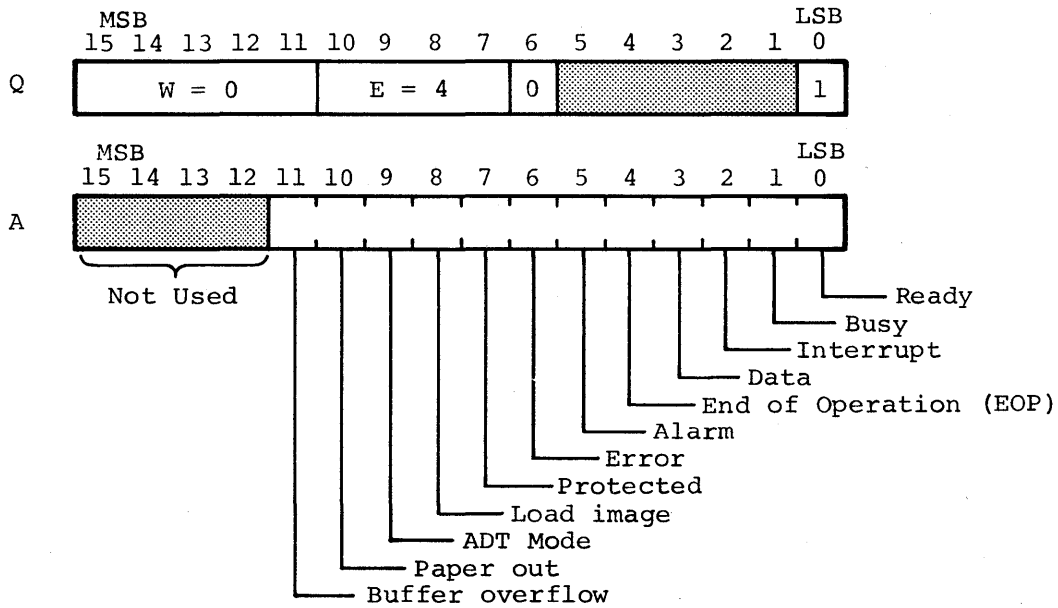 MSB LSB
15 14 13 12 11 10 9 8 7 6 5 4 3 2 1 0
Q W = 0 E = 4 0 1
MSB LSB
15 14 13 12 11 10 9 8 7 6 5 4 3 2 1 0
A
Not Used
Ready
Busy
Interrupt
Data
End of Operation (EOP)
Alarm
Error
Protected
Load image
ADT Mode
Paper out
Buffer overflow